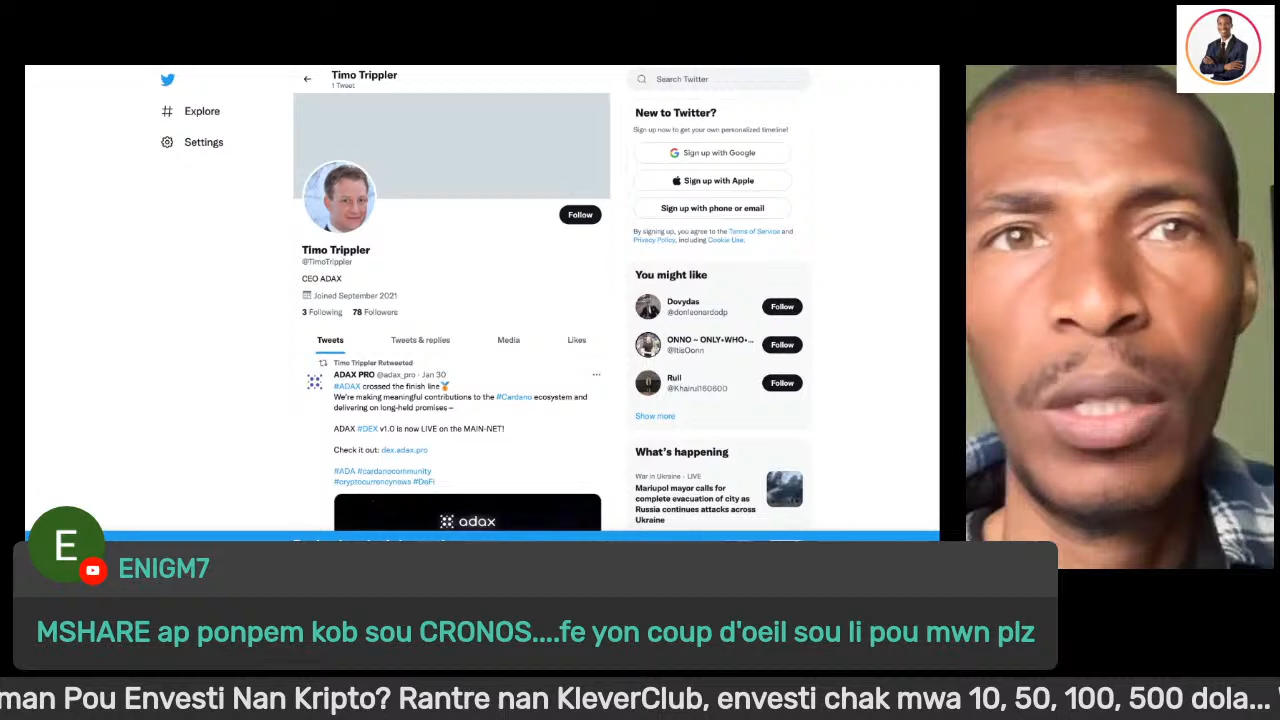 Timo Trippler
1 Tweet
Explore
Settings
Follow
Timo Trippler
@TimoTrippler
CEO ADAX
Joined September 2021
3 Following 78 Followers
Tweets Tweets & replies Media Likes
Timo Trippler Retweeted
ADAX PRO @adax_pro · Jan 30
#ADAX crossed the finish line🏅
We're making meaningful contributions to the #Cardano ecosystem and
delivering on long-held promises –
ADAX #DEX v1.0 is now LIVE on the MAIN-NET!
Check it out: dex.adax.pro
#ADA #cardanocommunity
#cryptocurrencynews #DeFi
adax
Search Twitter
New to Twitter?
Sign up now to get your own personalized timeline!
Sign up with Google
Sign up with Apple
Sign up with phone or email
By signing up, you agree to the Terms of Service and
Privacy Policy, including Cookie Use.
You might like
Dovydas
@donleonardodp
Follow
ONNO ~ ONLY•WHO•...
@ItisOonn
Follow
Rull
@Khairul160600
Follow
Show more
What's happening
War in Ukraine · LIVE
Mariupol mayor calls for
complete evacuation of city as
Russia continues attacks across
Ukraine
E
ENIGM7
MSHARE ap ponpem kob sou CRONOS....fe yon coup d'oeil sou li pou mwn plz
man Pou Envesti Nan Kripto? Rantre nan KleverClub, envesti chak mwa 10, 50, 100, 500 dola...